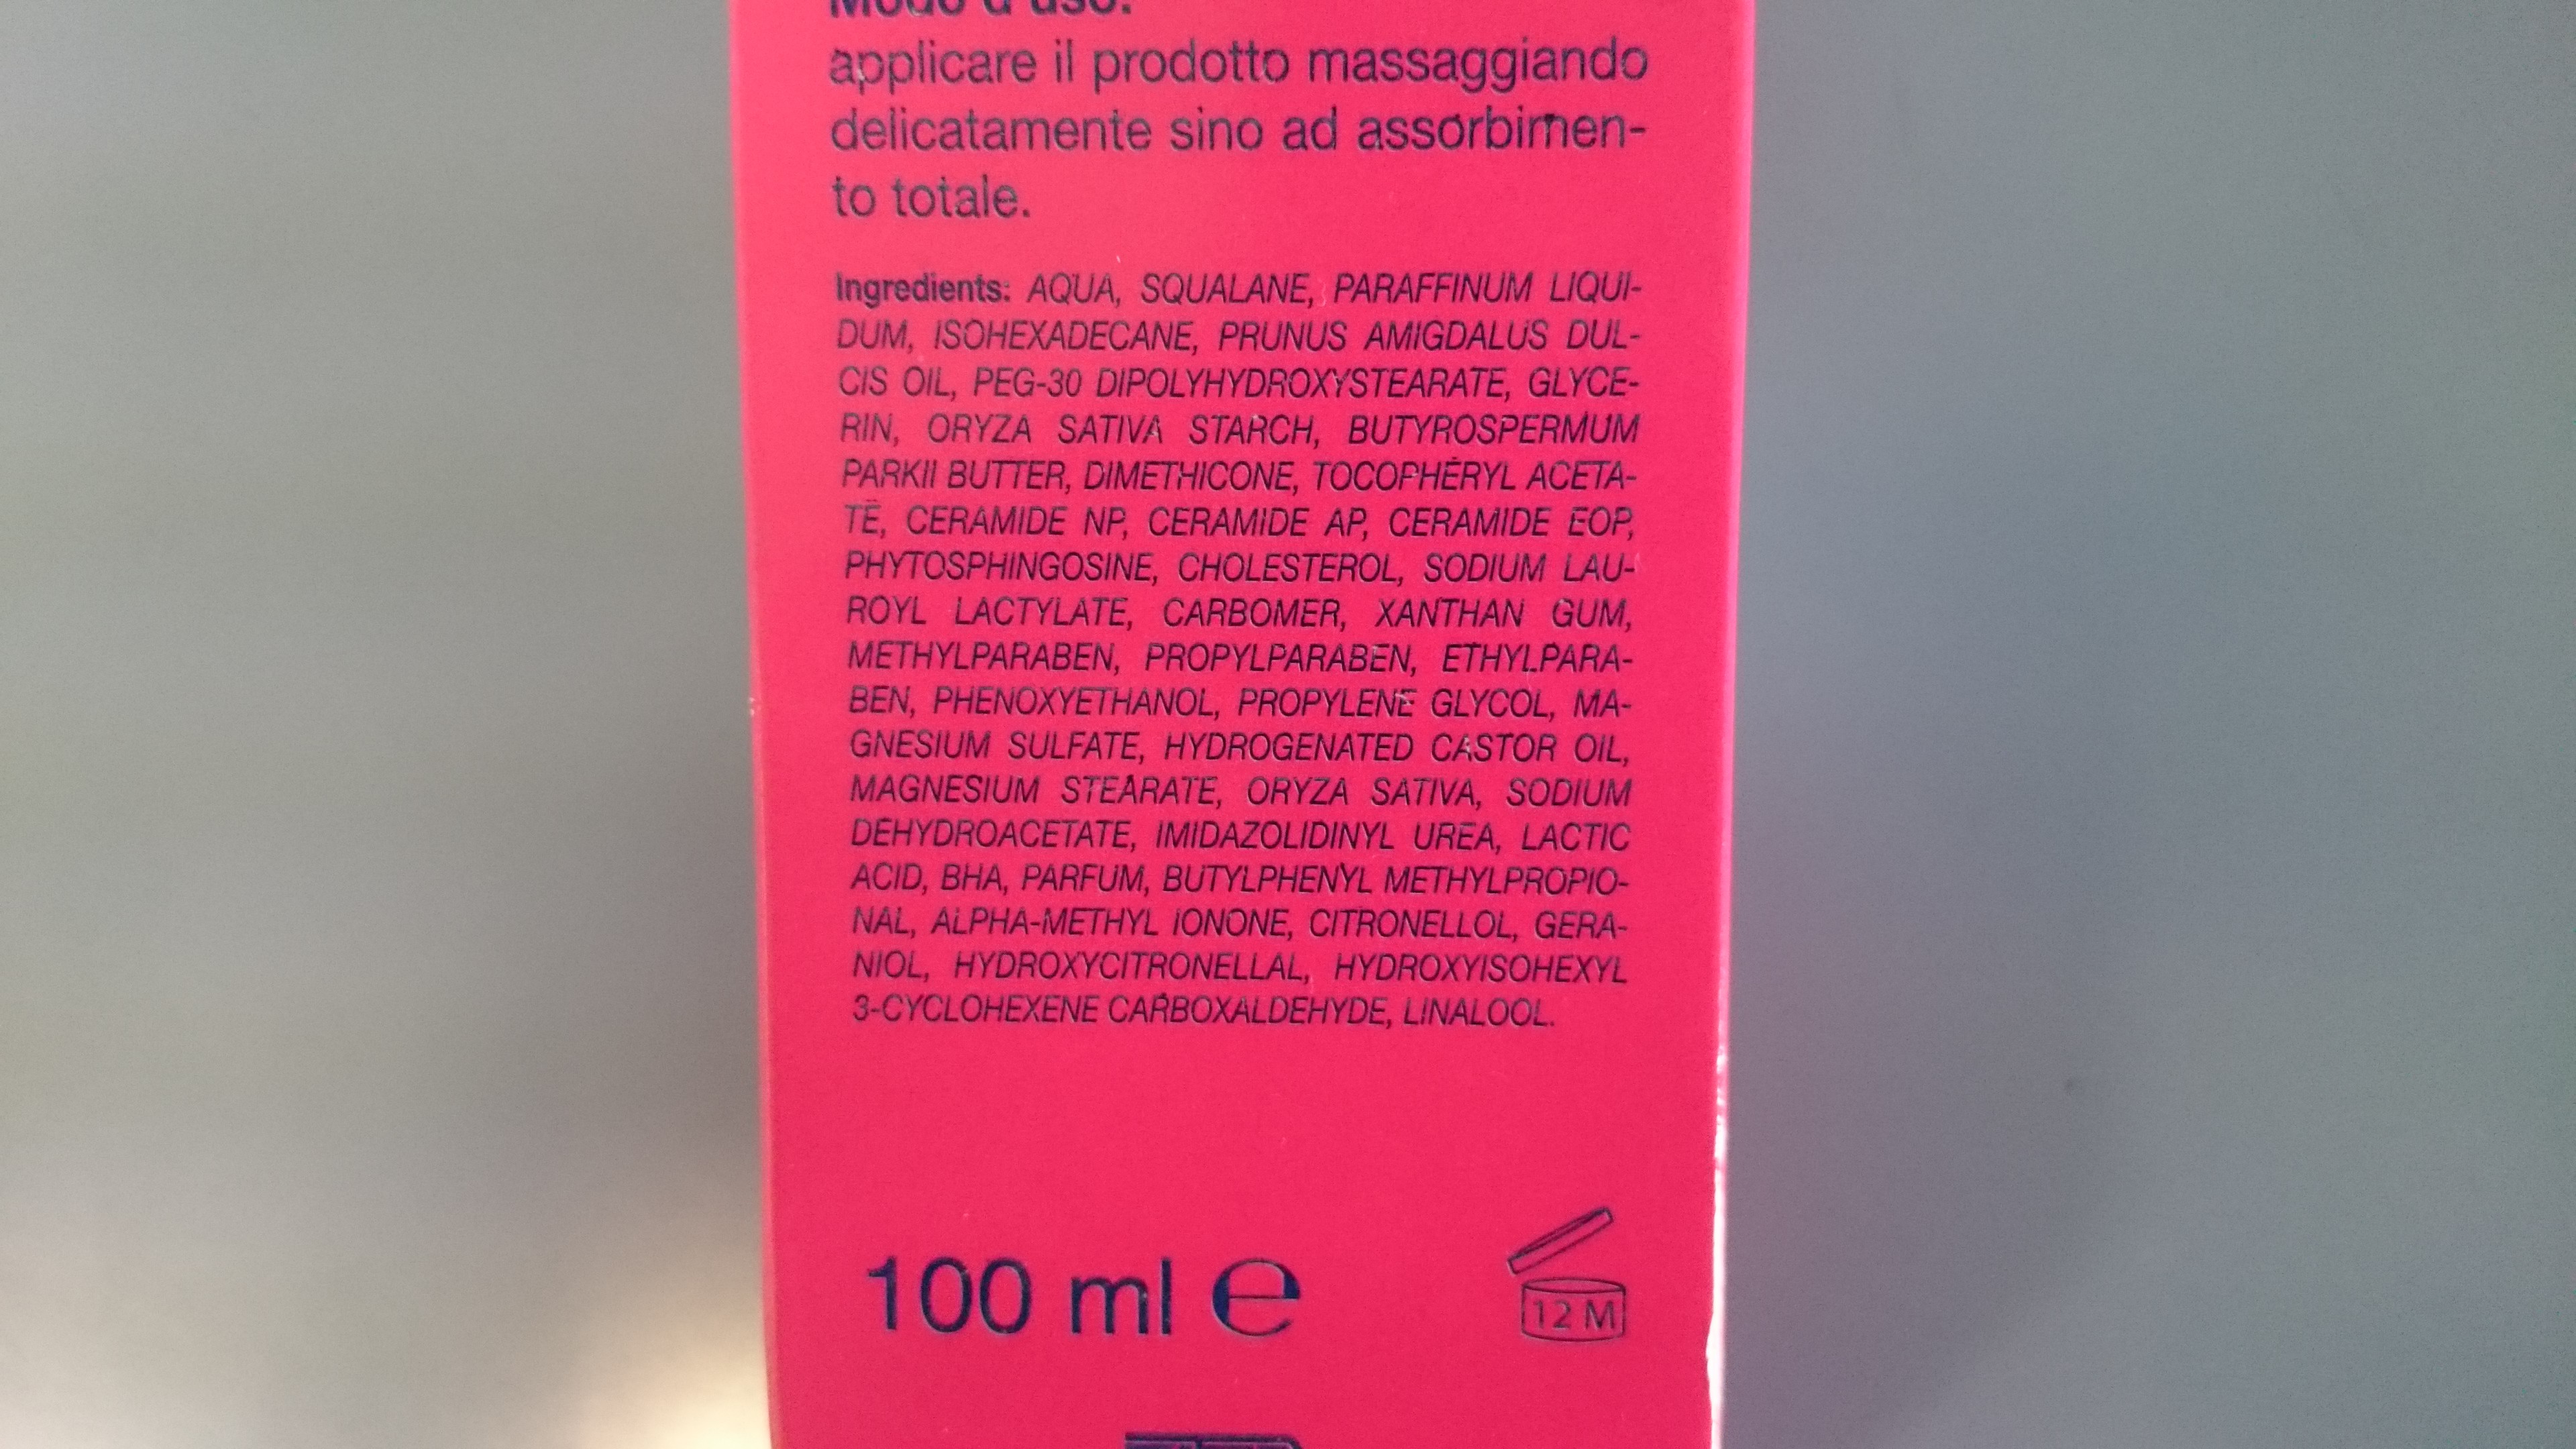 Modo d'uso:
applicare il prodotto massaggiando
delicatamente sino ad assorbimen-
to totale.
Ingredients: AQUA, SQUALANE, PARAFFINUM LIQUI-
DUM, ISOHEXADECANE, PRUNUS AMIGDALUS DUL-
CIS OIL, PEG-30 DIPOLYHYDROXYSTEARATE, GLYCE-
RIN, ORYZA SATIVA STARCH, BUTYROSPERMUM
PARKII BUTTER, DIMETHICONE, TOCOPHERYL ACETA-
TE, CERAMIDE NP, CERAMIDE AP, CERAMIDE EOP,
PHYTOSPHINGOSINE, CHOLESTEROL, SODIUM LAU-
ROYL LACTYLATE, CARBOMER, XANTHAN GUM,
METHYLPARABEN, PROPYLPARABEN, ETHYLPARA-
BEN, PHENOXYETHANOL, PROPYLENE GLYCOL, MA-
GNESIUM SULFATE, HYDROGENATED CASTOR OIL,
MAGNESIUM STEARATE, ORYZA SATIVA, SODIUM
DEHYDROACETATE, IMIDAZOLIDINYL UREA, LACTIC
ACID, BHA, PARFUM, BUTYLPHENYL METHYLPROPIO-
NAL, ALPHA-METHYL IONONE, CITRONELLOL, GERA-
NIOL, HYDROXYCITRONELLAL, HYDROXYISOHEXYL
3-CYCLOHEXENE CARBOXALDEHYDE, LINALOOL.
100 ml e
12 M